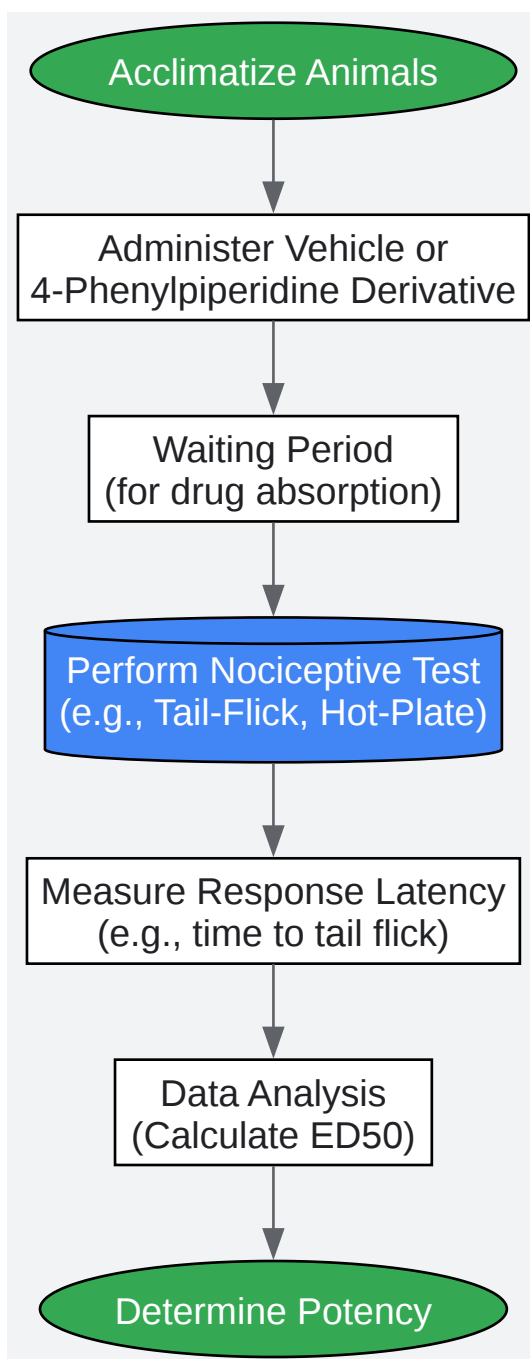 Acclimatize Animals
Administer Vehicle or
4-Phenylpiperidine Derivative
Waiting Period
(for drug absorption)
Perform Nociceptive Test
(e.g., Tail-Flick, Hot-Plate)
Measure Response Latency
(e.g., time to tail flick)
Data Analysis
(Calculate ED50)
Determine Potency